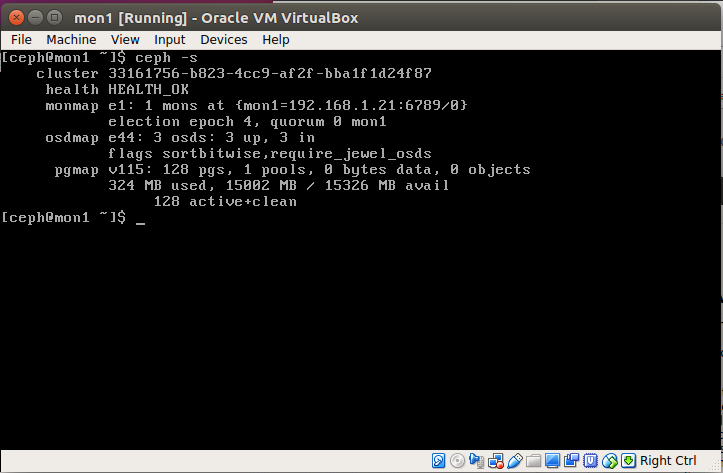 mon1 [Running] - Oracle VM VirtualBox
File Machine View Input Devices Help
[ceph@mon1 ~]$ ceph -s
    cluster 33161756-b823-4cc9-af2f-bba1f1d24f87
     health HEALTH_OK
     monmap e1: 1 mons at {mon1=192.168.1.21:6789/0}
            election epoch 4, quorum 0 mon1
     osdmap e44: 3 osds: 3 up, 3 in
            flags sortbitwise,require_jewel_osds
      pgmap v115: 128 pgs, 1 pools, 0 bytes data, 0 objects
            324 MB used, 15002 MB / 15326 MB avail
                 128 active+clean
[ceph@mon1 ~]$ _
Right Ctrl